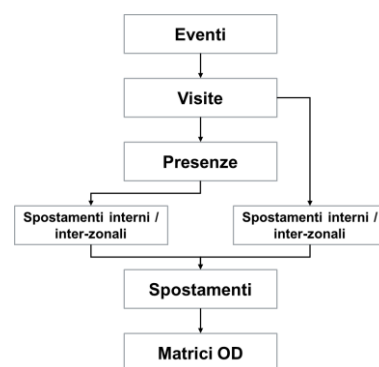 Eventi
Visite
Presenze
Spostamenti interni /
inter-zonali
Spostamenti interni /
inter-zonali
Spostamenti
Matrici OD